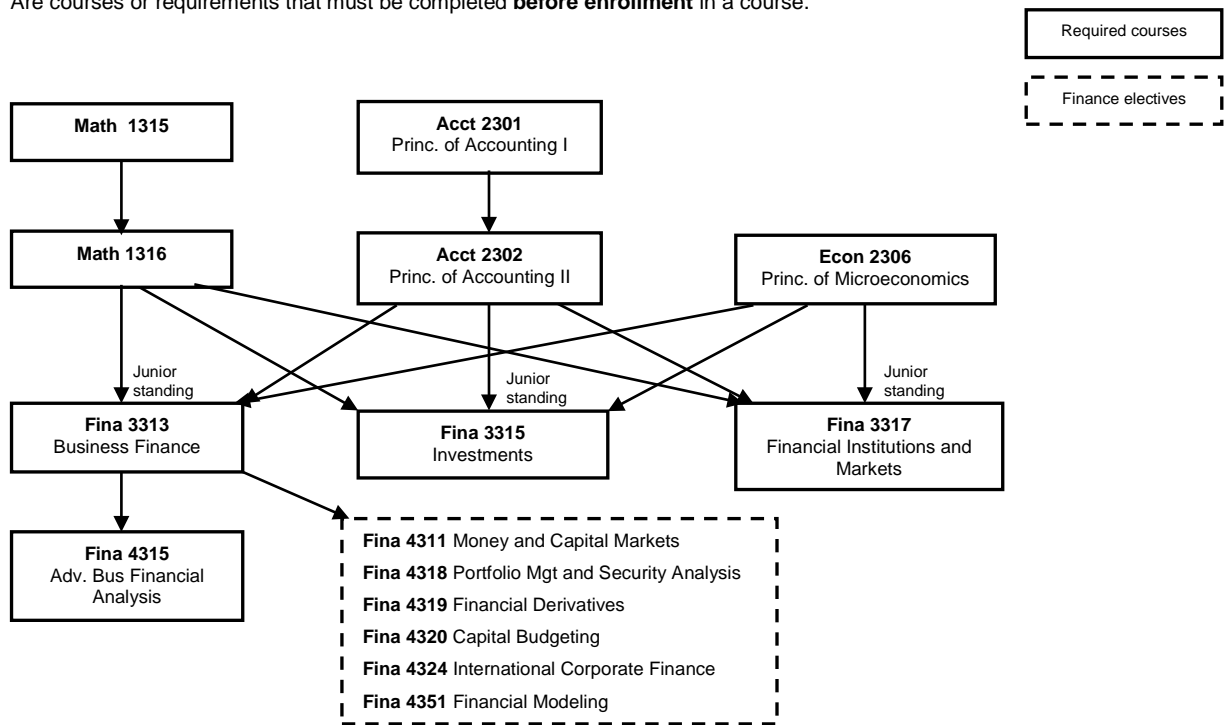 Are courses or requirements that must be completed before enrollment in a course.
Required courses
Finance electives
Math 1315
Acct 2301
Princ. of Accounting I
Math 1316
Acct 2302
Princ. of Accounting II
Econ 2306
Princ. of Microeconomics
Junior
standing
Junior
standing
Junior
standing
Fina 3313
Business Finance
Fina 3315
Investments
Fina 3317
Financial Institutions and
Markets
Fina 4315
Adv. Bus Financial
Analysis
Fina 4311 Money and Capital Markets
Fina 4318 Portfolio Mgt and Security Analysis
Fina 4319 Financial Derivatives
Fina 4320 Capital Budgeting
Fina 4324 International Corporate Finance
Fina 4351 Financial Modeling